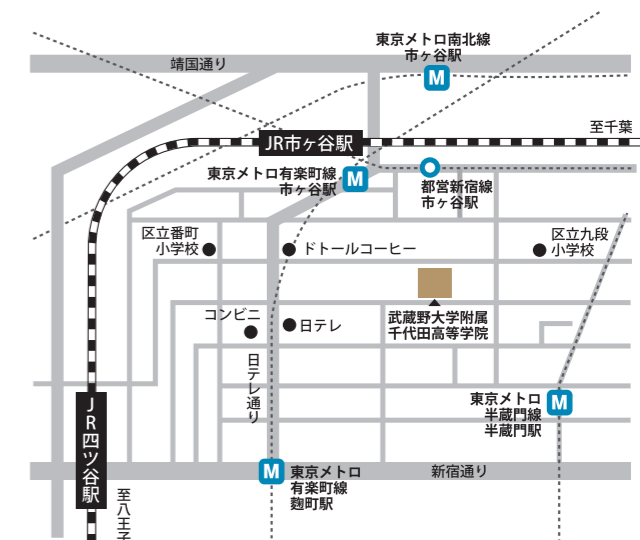 東京メトロ南北線
市ヶ谷駅
M
靖国通り
至千葉
JR市ヶ谷駅
東京メトロ有楽町線
市ヶ谷駅
M
都営新宿線
市ヶ谷駅
区立番町
小学校
ドトールコーヒー
区立九段
小学校
武蔵野大学附属
千代田高等学院
コンビニ
日テレ
日テレ通り
東京メトロ
半蔵門線
半蔵門駅
M
JR四ツ谷駅
M
東京メトロ
有楽町線
麹町駅
新宿通り
至八王子